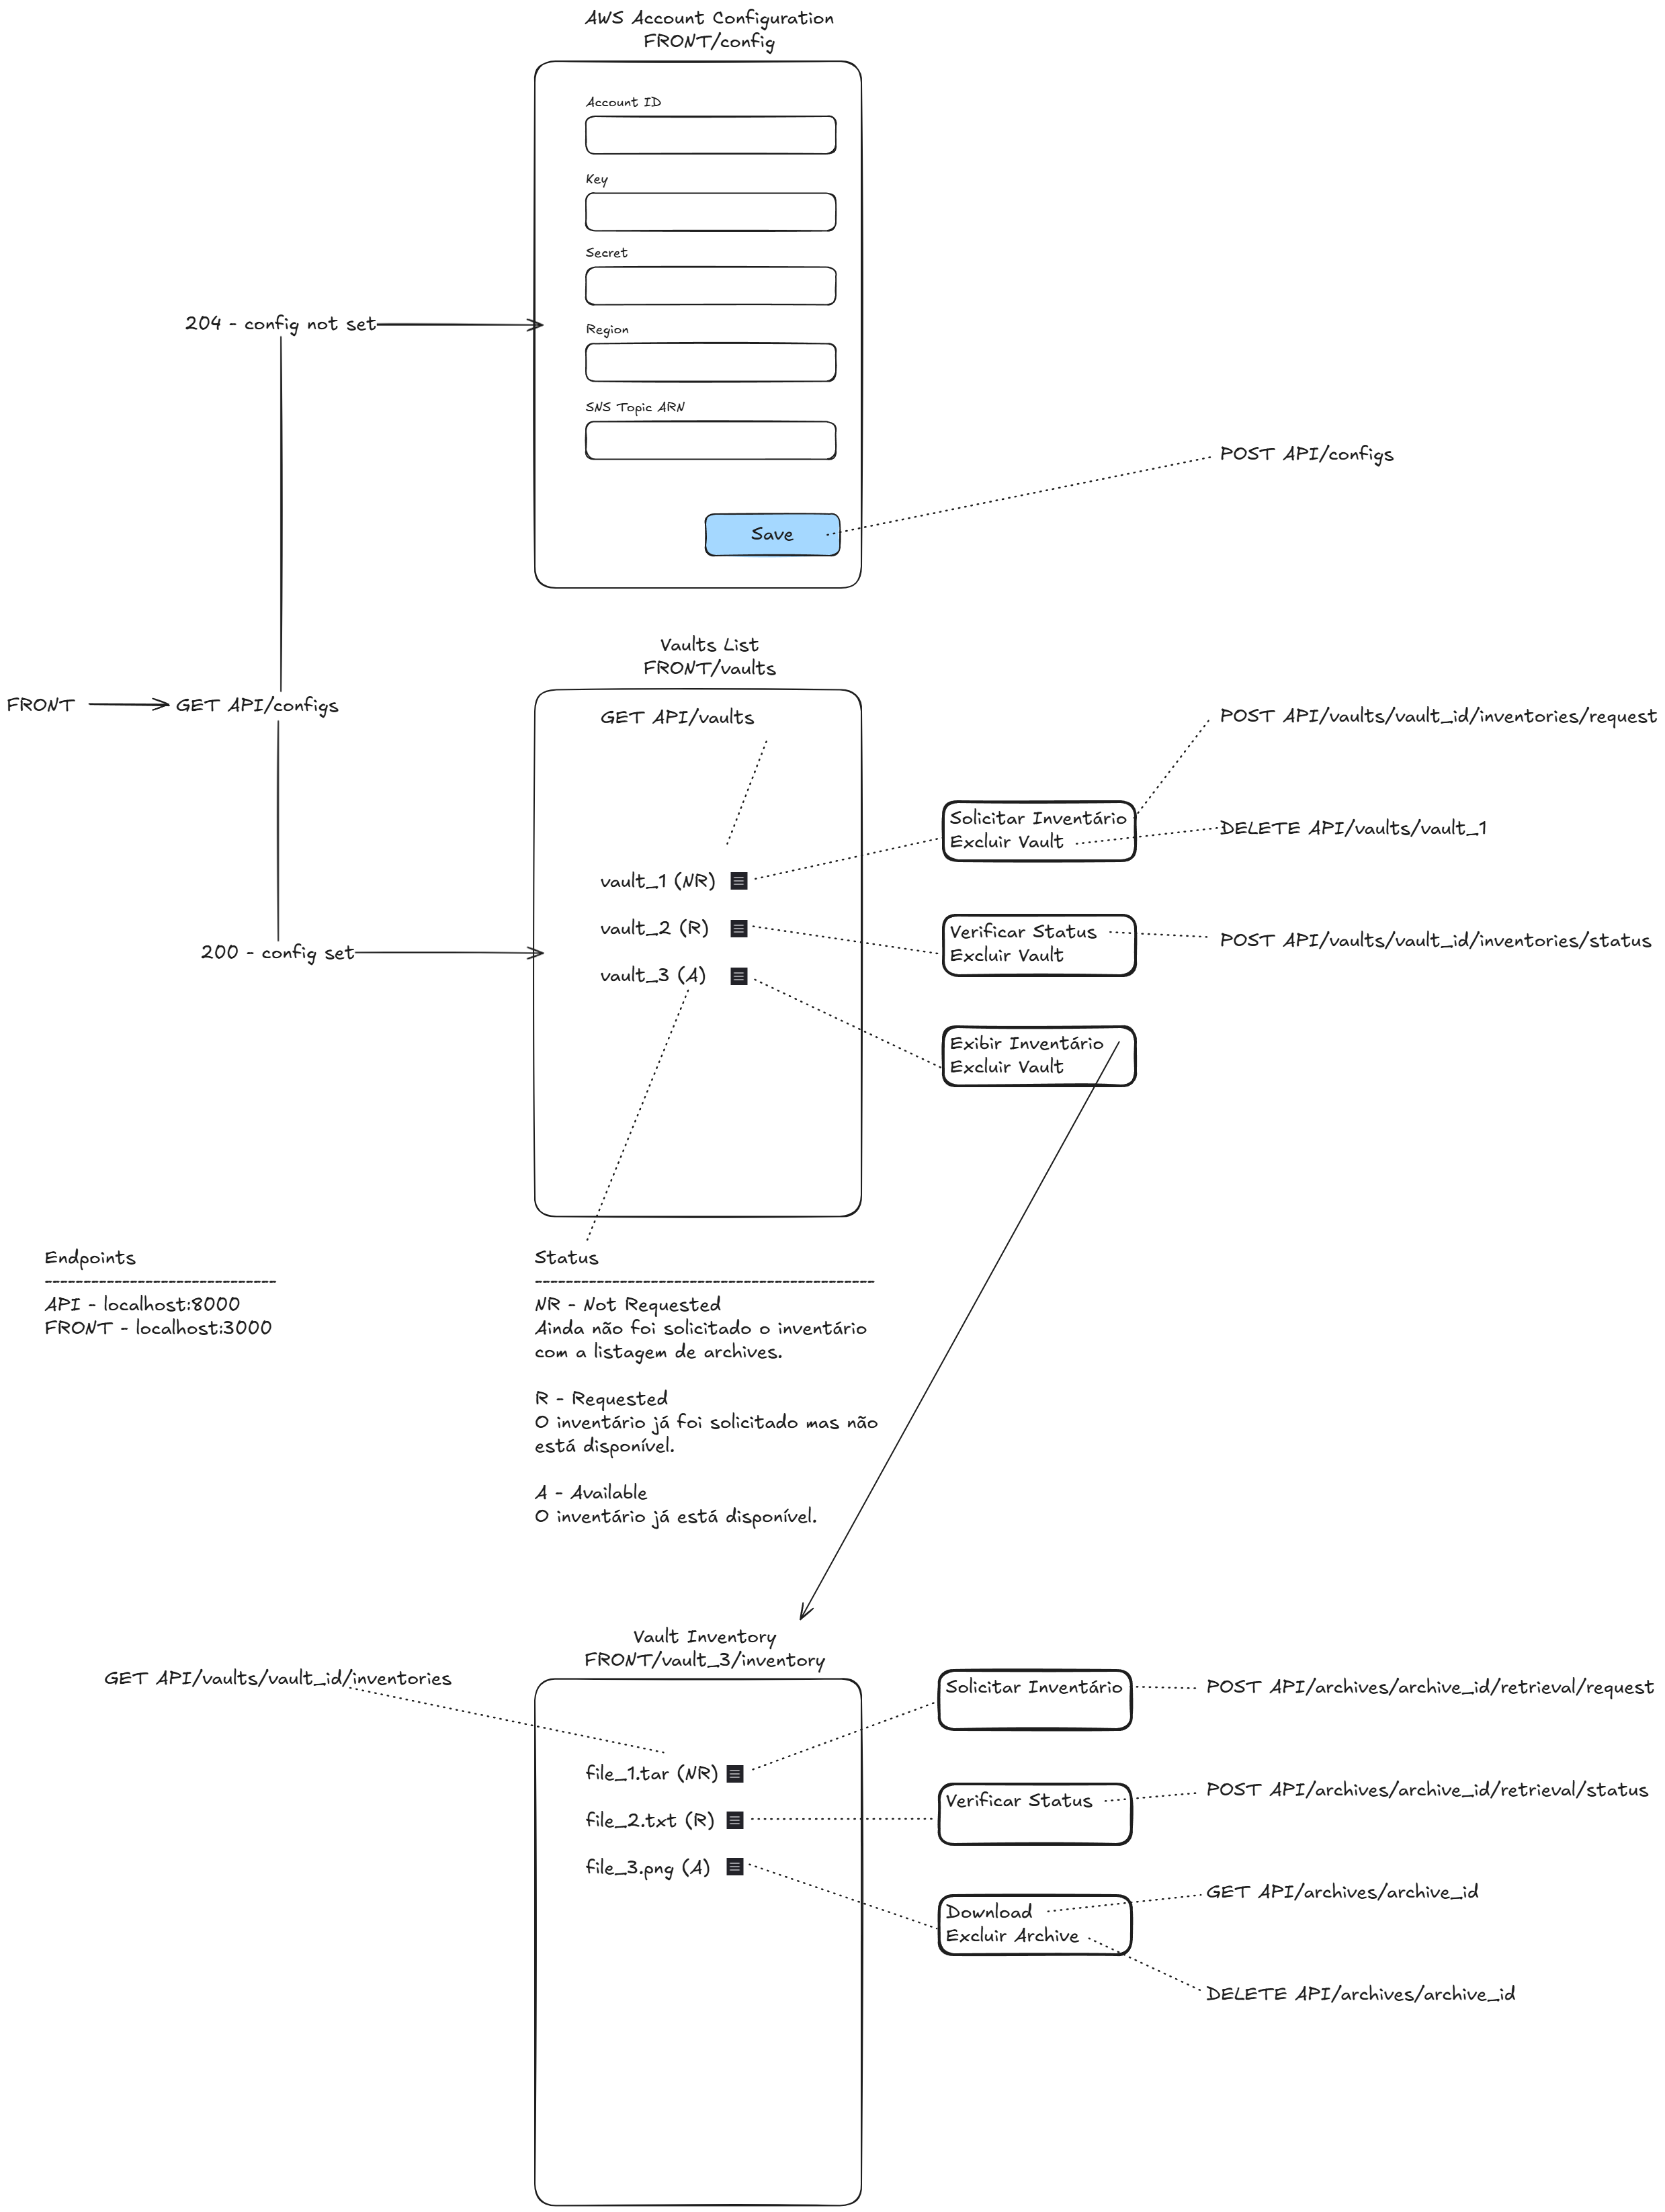 AWS Account Configuration
FRONT/config
Account ID
Key
Secret
204 - config not set
Region
SNS Topic ARN
POST API/configs
Save
Vaults List
FRONT/vaults
FRONT
GET API/configs
GET API/vaults
POST API/vaults/vault_id/inventories/request
Solicitar Inventário
Excluir Vault
DELETE API/vaults/vault_1
vault_1 (NR)
vault_2 (R)
Verificar Status
Excluir Vault
POST API/vaults/vault_id/inventories/status
200 - config set
vault_3 (A)
Exibir Inventário
Excluir Vault
Endpoints
-----------------------------
API - localhost:8000
FRONT - localhost:3000
Status
-------------------------------------------
NR - Not Requested
Ainda não foi solicitado o inventário
com a listagem de archives.
R - Requested
O inventário já foi solicitado mas não
está disponível.
A - Available
O inventário já está disponível.
Vault Inventory
FRONT/vault_3/inventory
GET API/vaults/vault_id/inventories
Solicitar Inventário
POST API/archives/archive_id/retrieval/request
file_1.tar (NR)
file_2.txt (R)
Verificar Status
POST API/archives/archive_id/retrieval/status
file_3.png (A)
Download
Excluir Archive
GET API/archives/archive_id
DELETE API/archives/archive_id